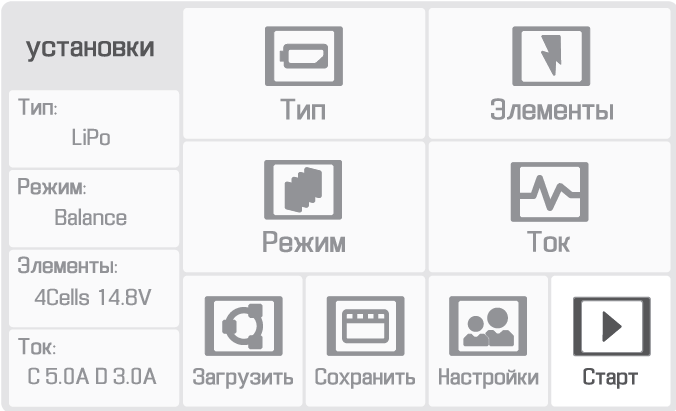 установки
Тип:
LiPo
Режим:
Balance
Элементы:
4Cells 14.8V
Ток:
C 5.0A D 3.0A
Тип
Элементы
Режим
Ток
Загрузить
Сохранить
Настройки
Старт